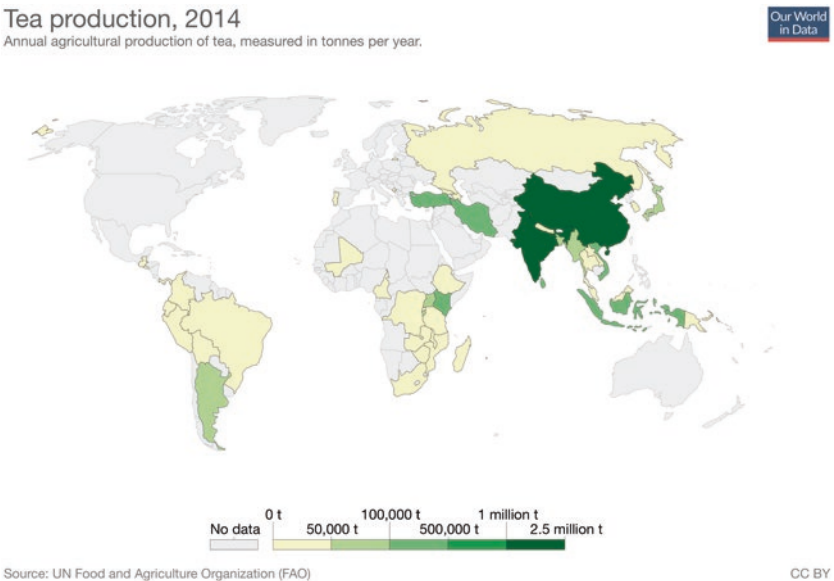 Tea production, 2014
Annual agricultural production of tea, measured in tonnes per year.
Our World
in Data
0 t
100,000 t
1 million t
No data
50,000 t
500,000 t
2.5 million t
Source: UN Food and Agriculture Organization (FAO)
CC BY